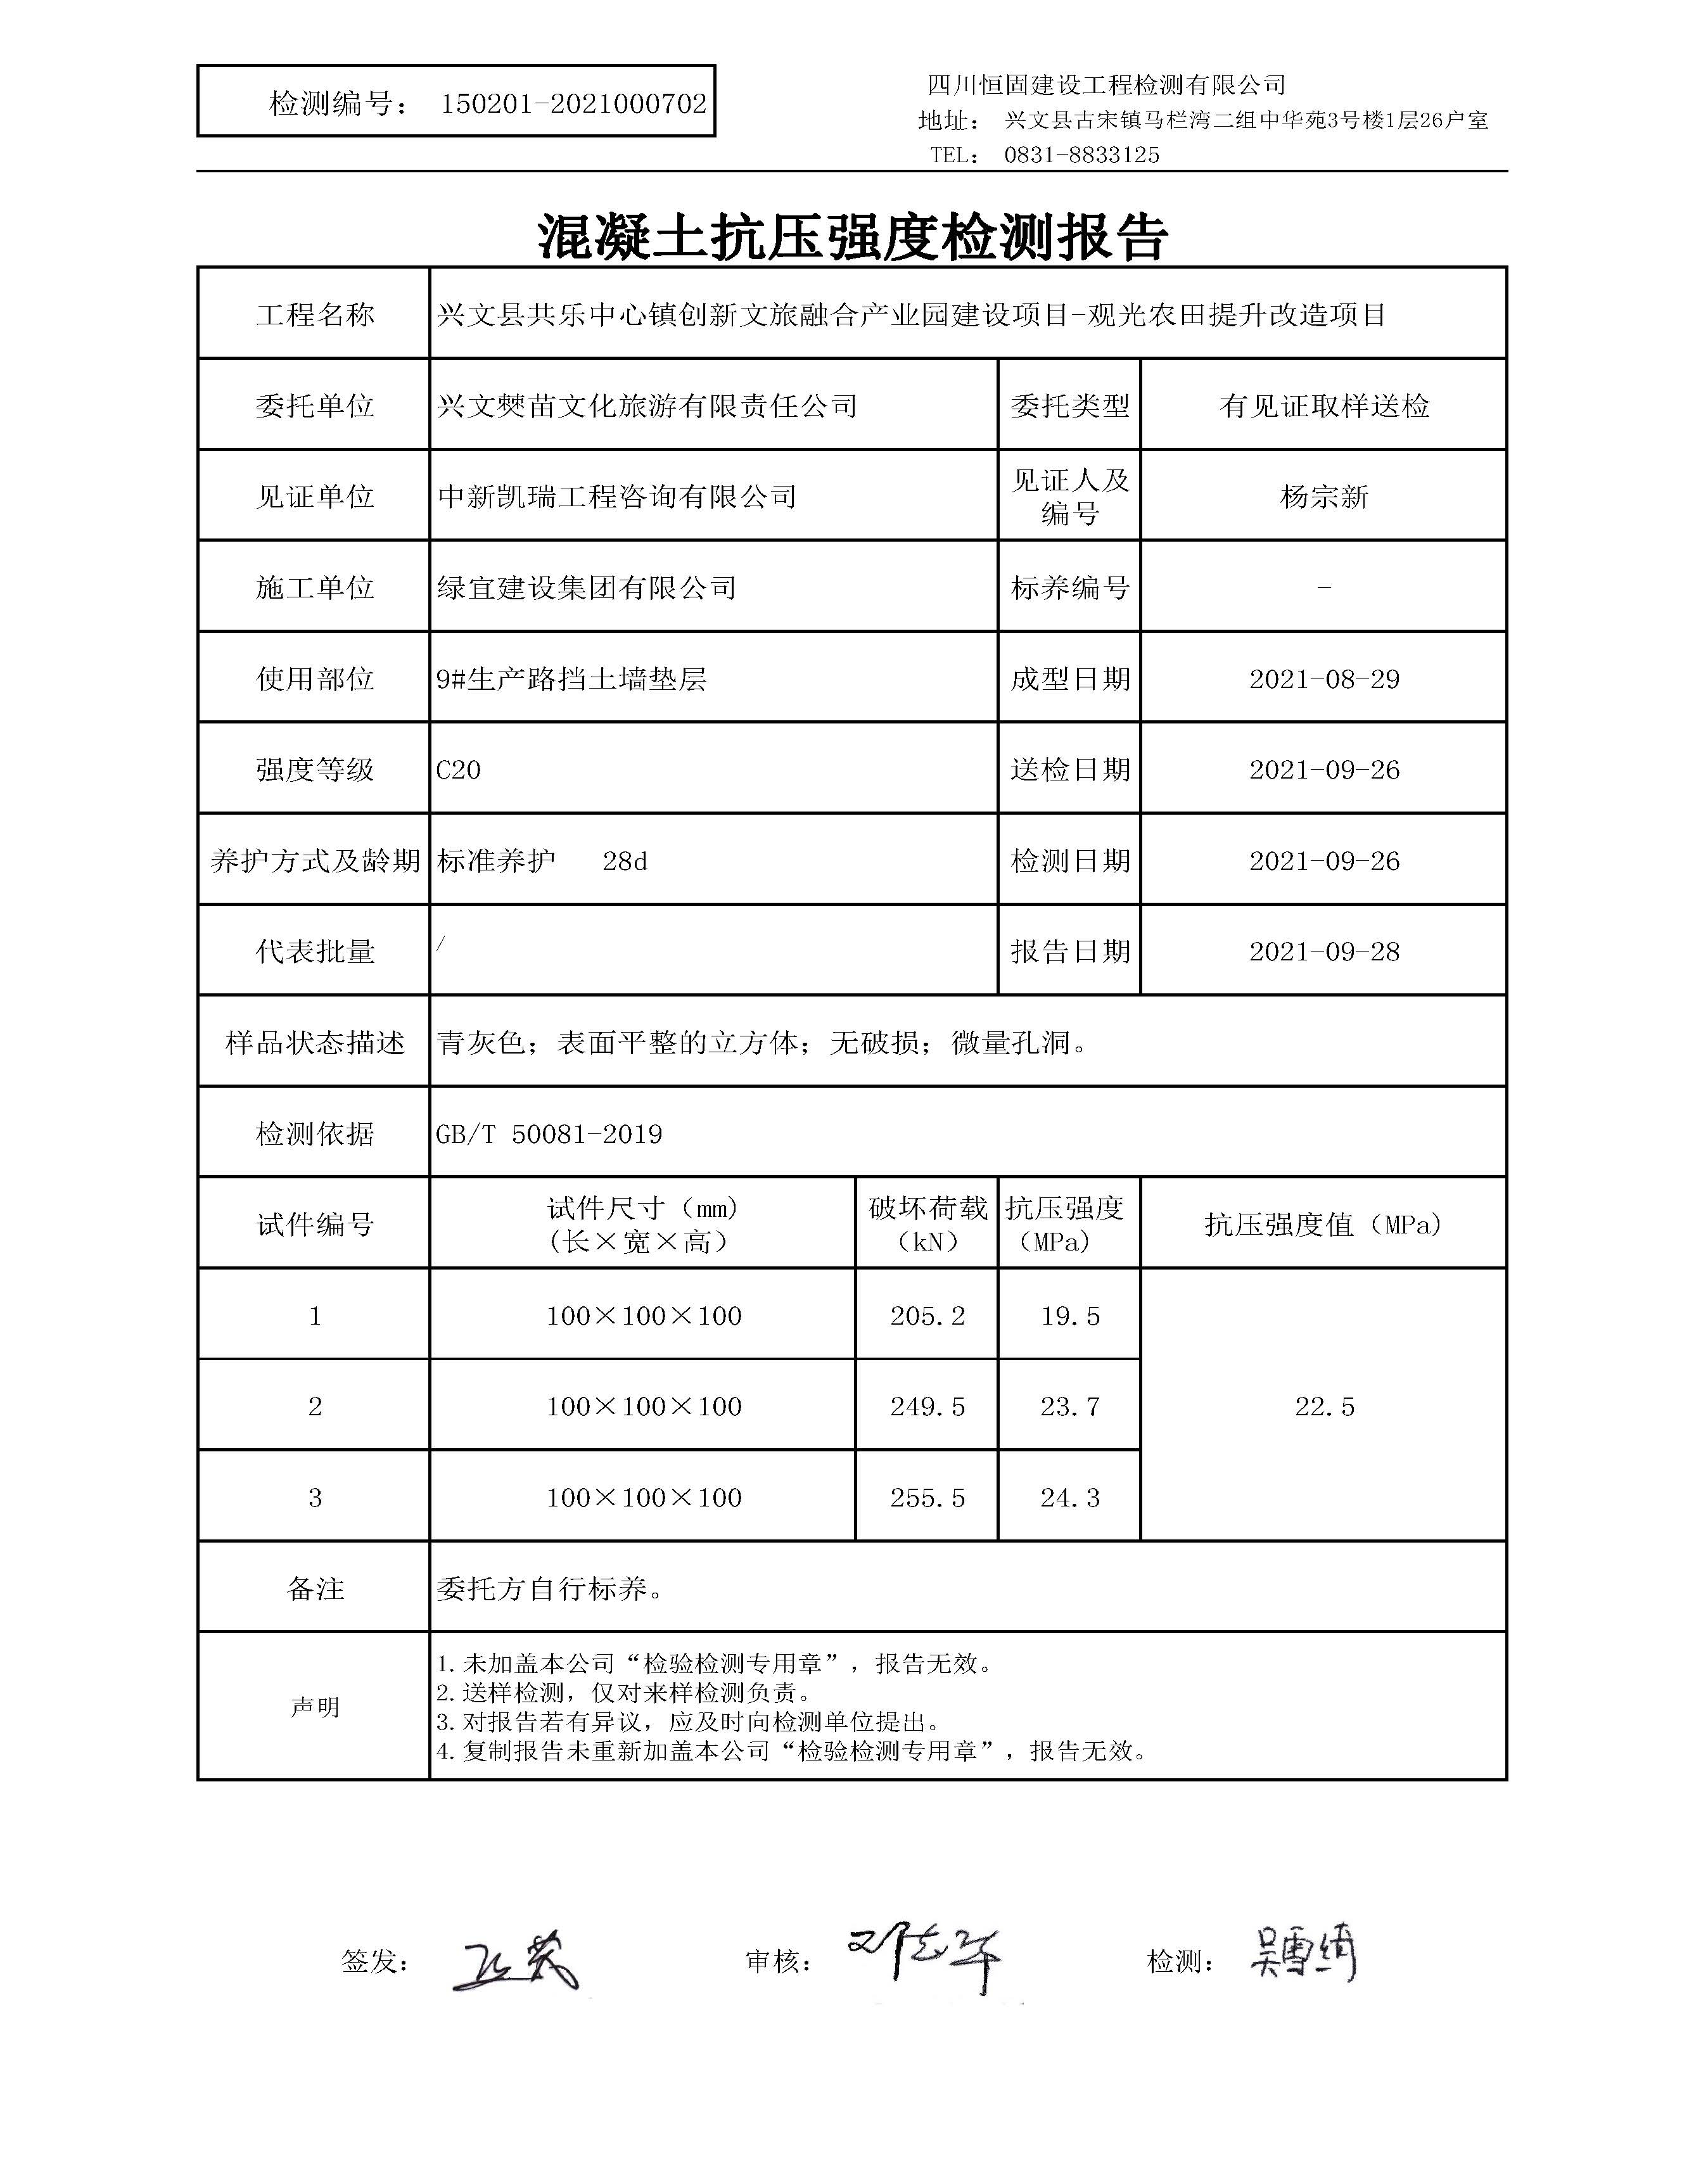 检测编号： 150201-2021000702
四川恒固建设工程检测有限公司
地址： 兴文县古宋镇马栏湾二组中华苑3号楼1层26户室
TEL： 0831-8833125
混凝土抗压强度检测报告
工程名称 兴文县共乐中心镇创新文旅融合产业园建设项目-观光农田提升改造项目
委托单位 兴文僰苗文化旅游有限责任公司 委托类型 有见证取样送检
见证单位 中新凯瑞工程咨询有限公司 见证人及编号 杨宗新
施工单位 绿宜建设集团有限公司 标养编号 -
使用部位 9#生产路挡土墙垫层 成型日期 2021-08-29
强度等级 C20 送检日期 2021-09-26
养护方式及龄期 标准养护 28d 检测日期 2021-09-26
代表批量 / 报告日期 2021-09-28
样品状态描述 青灰色；表面平整的立方体；无破损；微量孔洞。
检测依据 GB/T 50081-2019
试件编号 试件尺寸（mm）(长×宽×高） 破坏荷载（kN） 抗压强度（MPa） 抗压强度值（MPa）
1 100×100×100 205.2 19.5
2 100×100×100 249.5 23.7 22.5
3 100×100×100 255.5 24.3
备注 委托方自行标养。
声明
1.未加盖本公司“检验检测专用章”，报告无效。
2.送样检测，仅对来样检测负责。
3.对报告若有异议，应及时向检测单位提出。
4.复制报告未重新加盖本公司“检验检测专用章”，报告无效。
签发： 审核： 检测： 吴雪绮